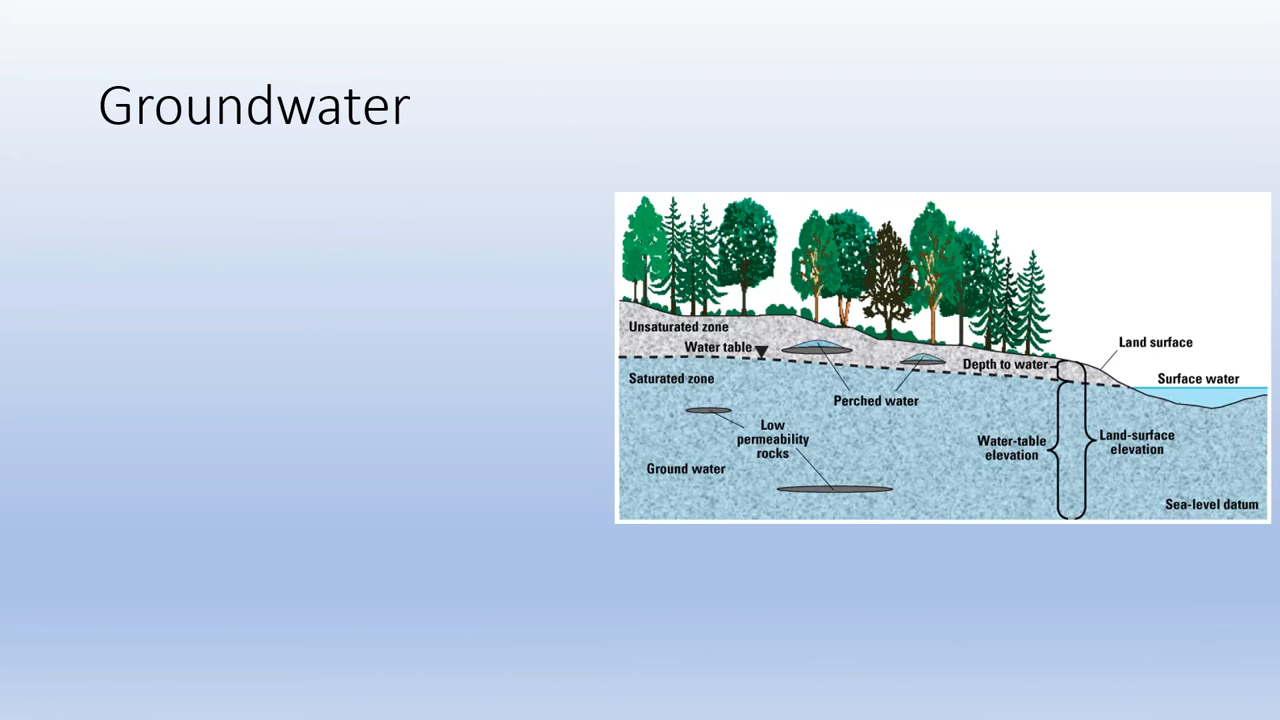 Groundwater
Unsaturated zone
Water table
Land surface
Depth to water
Saturated zone
Surface water
Perched water
Low
permeability
rocks
Water-table
elevation
Land-surface
elevation
Ground water
Sea-level datum